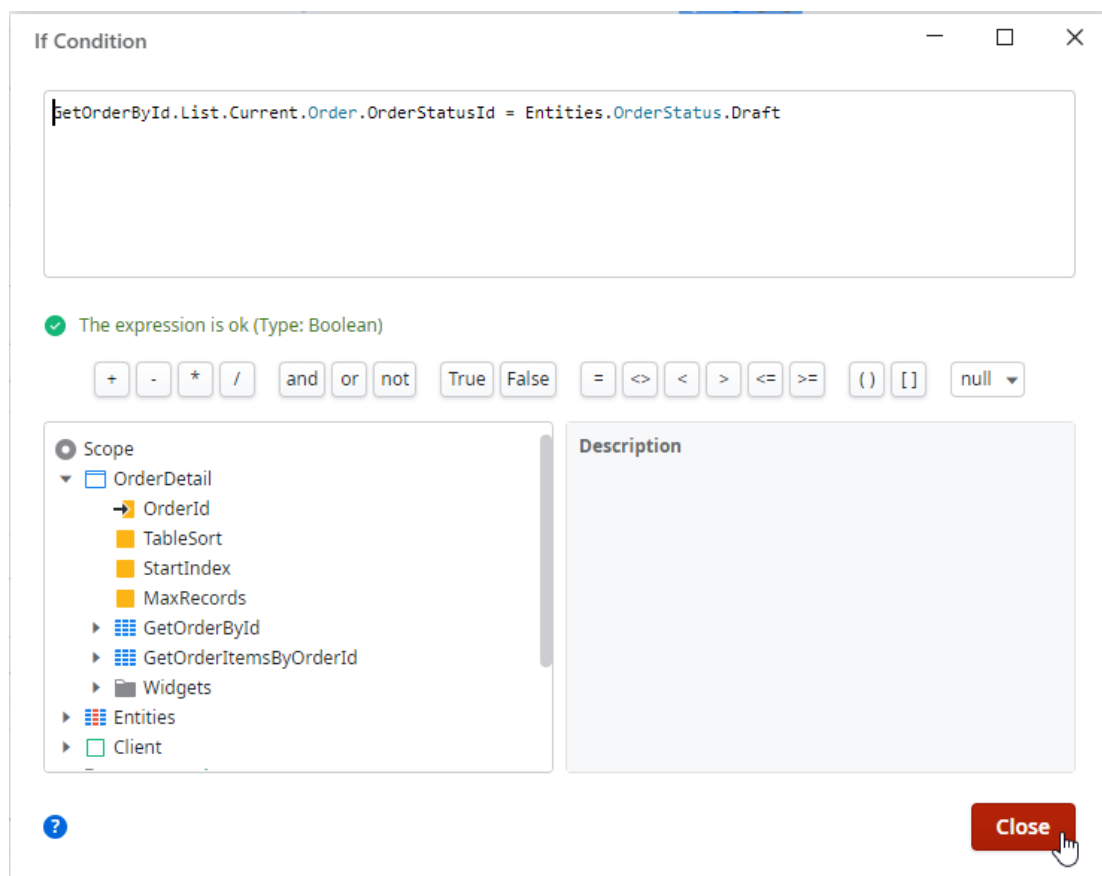 If Condition
GetOrderById.List.Current.Order.OrderStatusId = Entities.OrderStatus.Draft
The expression is ok (Type: Boolean)
+ - * / and or not True False = <> < > <= >= () [] null
Scope
Description
OrderDetail
OrderId
TableSort
StartIndex
MaxRecords
GetOrderById
GetOrderItemsByOrderId
Widgets
Entities
Client
?
Close